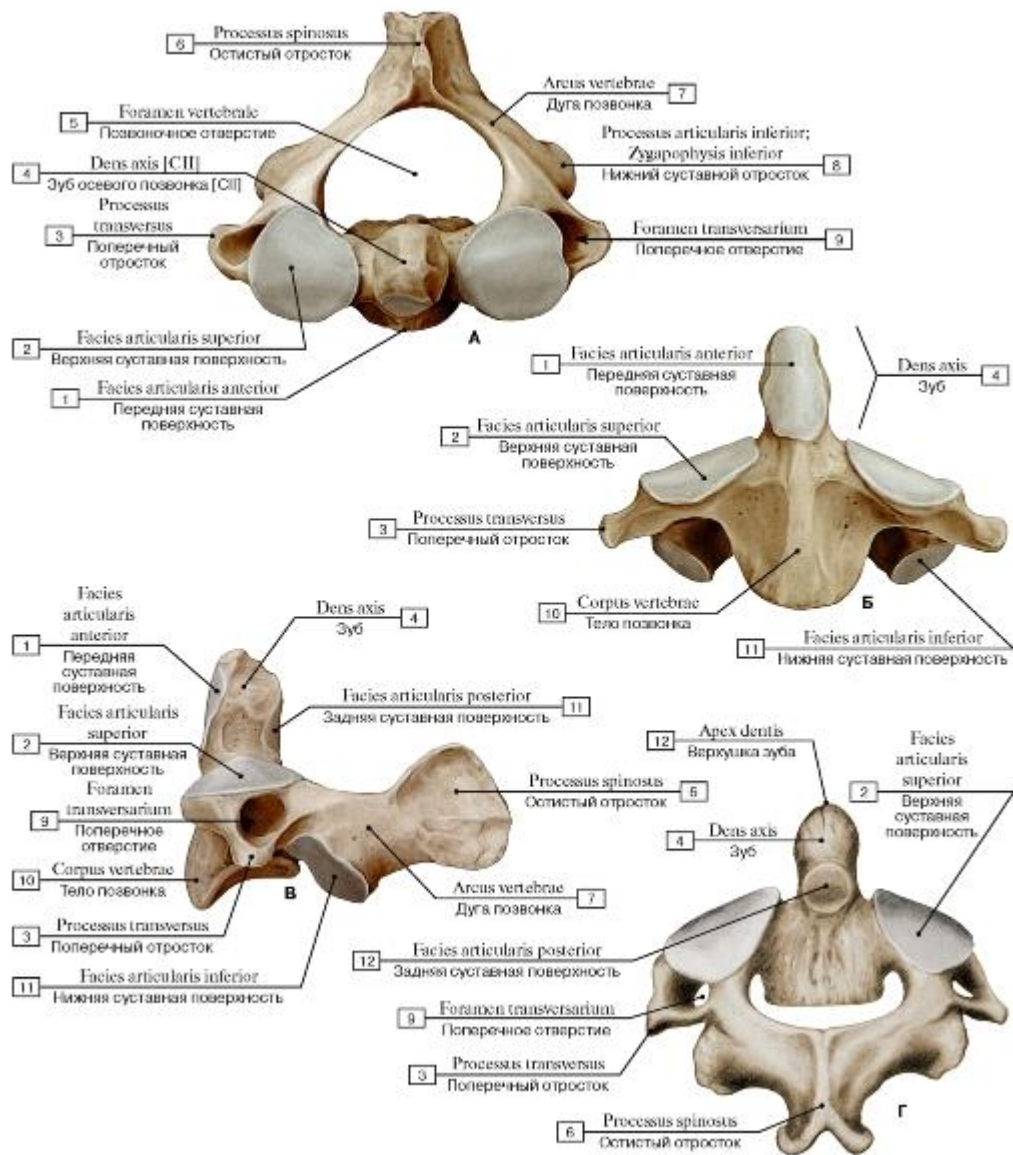 6
Processus spinosus
Остистый отросток
Arcus vertebrae
7
Дуга позвонка
5
Foramen vertebrale
Позвоночное отверстие
Processus articularis inferior;
Zygapophysis inferior
8
Нижний суставной отросток
4
Dens axis [CII]
Зуб осевого позвонка [CII]
3
Processus
transversus
Поперечный
отросток
Foramen transversarium
9
Поперечное отверстие
2
Facies articularis superior
Верхняя суставная поверхность
А
1
Facies articularis anterior
Передняя суставная
поверхность
1
Facies articularis anterior
Передняя суставная
поверхность
Dens axis
4
Зуб
2
Facies articularis superior
Верхняя суставная
поверхность
3
Processus transversus
Поперечный отросток
10
Corpus vertebrae
Тело позвонка
Б
11
Facies articularis inferior
Нижняя суставная поверхность
1
Facies
articularis
anterior
Передняя
суставная
поверхность
Dens axis
4
Зуб
Facies articularis posterior
11
Задняя суставная поверхность
2
Facies articularis
superior
Верхняя суставная
поверхность
9
Foramen
transversarium
Поперечное
отверстие
Processus spinosus
6
Остистый отросток
10
Corpus vertebrae
Тело позвонка
В
Arcus vertebrae
7
Дуга позвонка
3
Processus transversus
Поперечный отросток
11
Facies articularis inferior
Нижняя суставная поверхность
12
Apex dentis
Верхушка зуба
2
Facies
articularis
superior
Верхняя
суставная
поверхность
4
Dens axis
Зуб
12
Facies articularis posterior
Задняя суставная поверхность
9
Foramen transversarium
Поперечное отверстие
3
Processus transversus
Поперечный отросток
6
Processus spinosus
Остистый отросток
Г